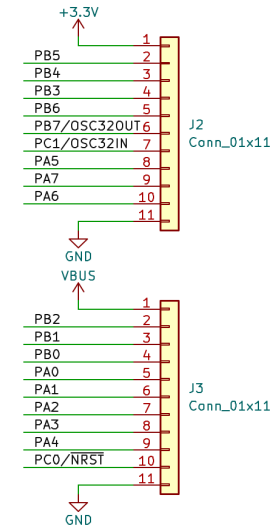 +3.3V
1
PB5 2
PB4 3
PB3 4
PB6 5
PB7/OSC32OUT 6
PC1/OSC32IN 7
PA5 8
PA7 9
PA6 10
11
J2
Conn_01x11
GND
VBUS
1
PB2 2
PB1 3
PB0 4
PA0 5
PA1 6
PA2 7
PA3 8
PA4 9
PC0/NRST 10
11
J3
Conn_01x11
GND